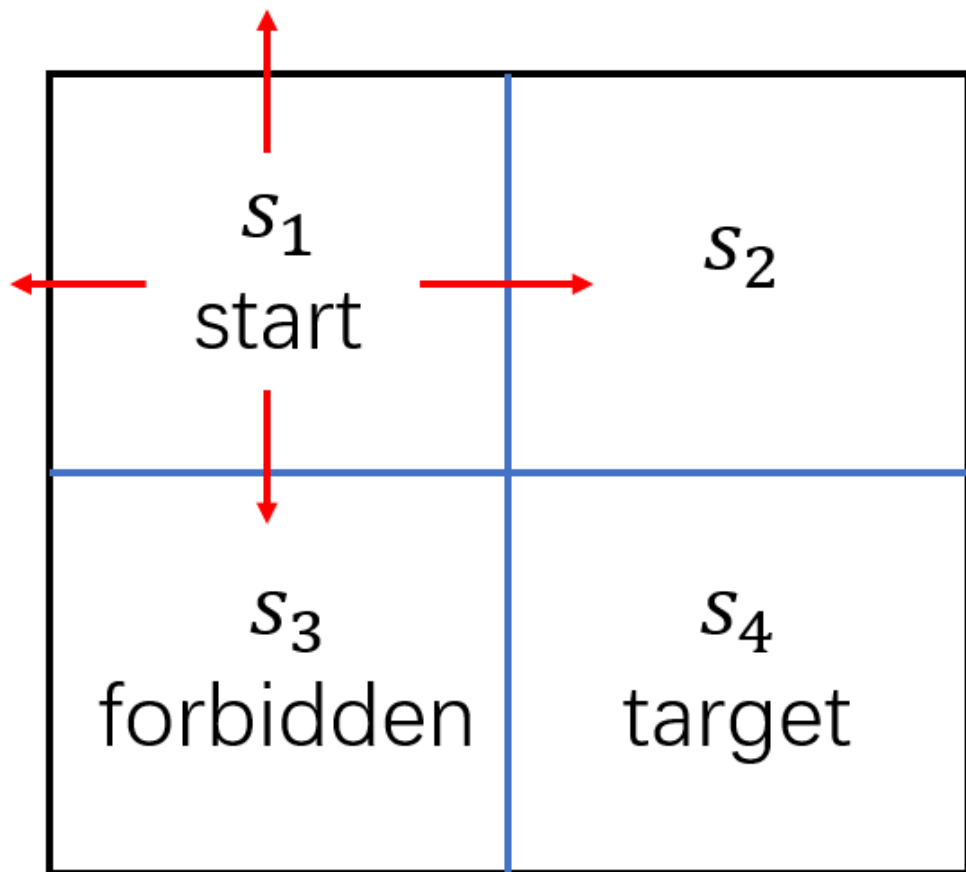 s₁
start
s₂
s₃
forbidden
s₄
target